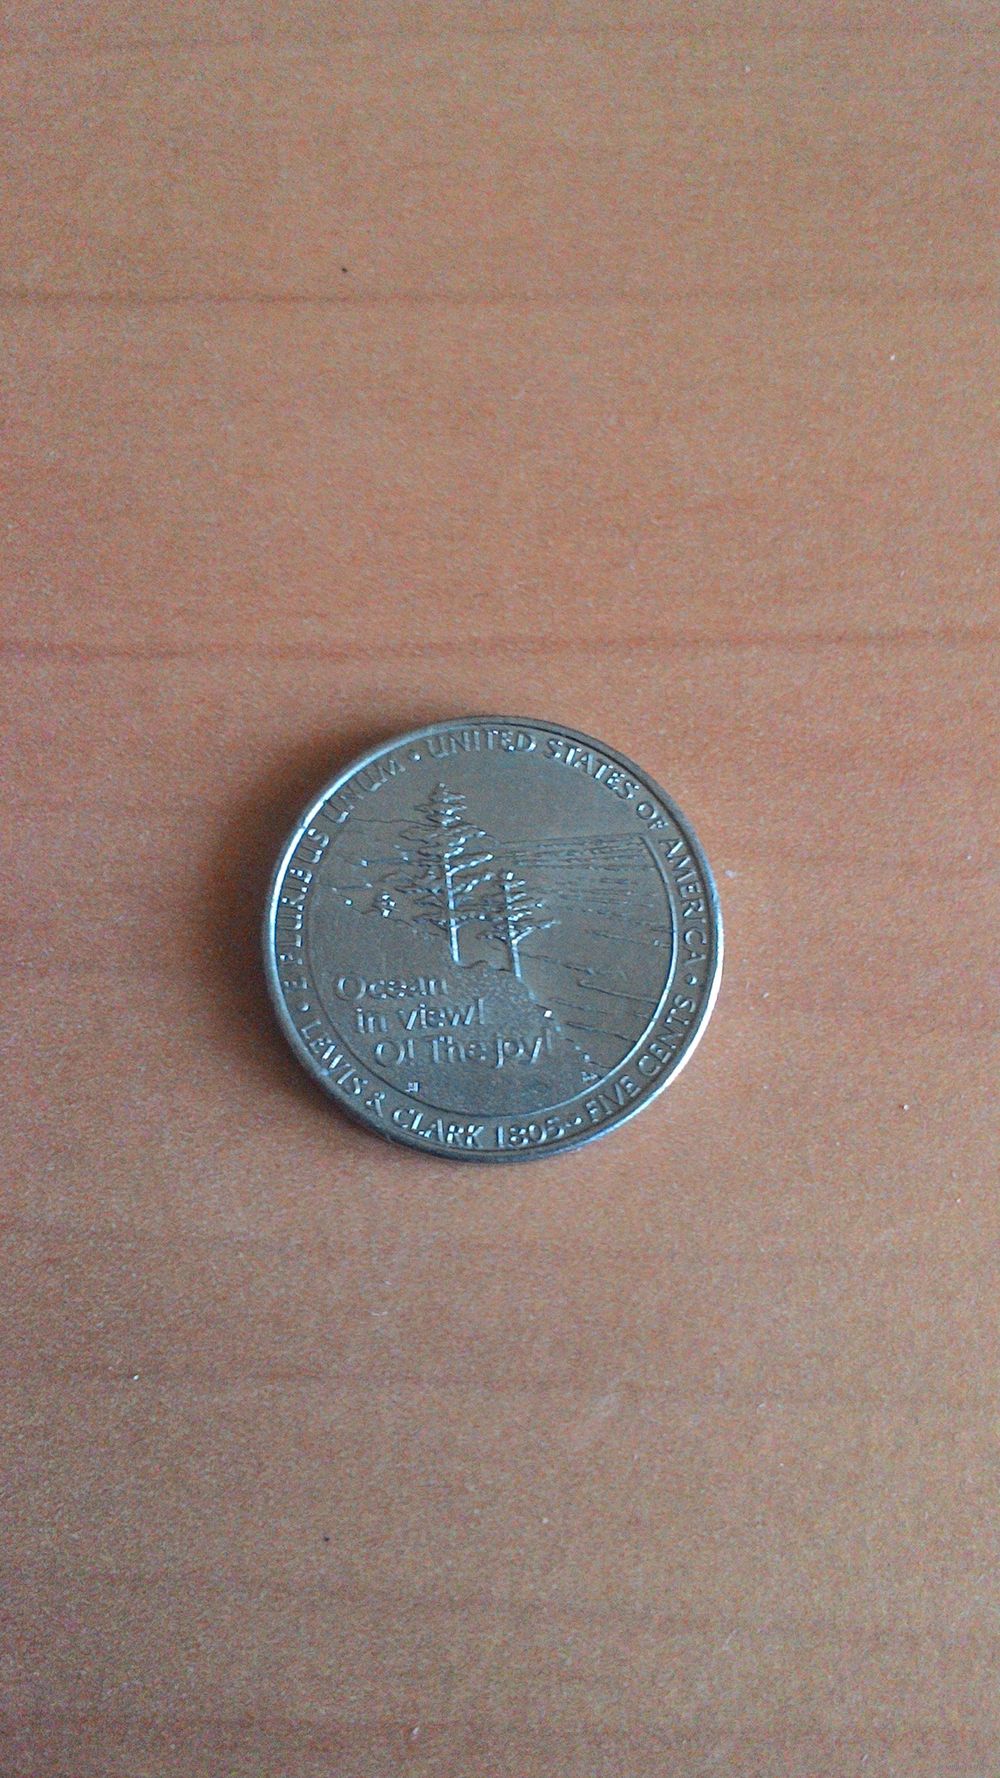 E PLURIBUS UNUM • UNITED STATES OF AMERICA •
Ocean
in view!
O! The joy!
• LEWIS & CLARK 1805 • FIVE CENTS